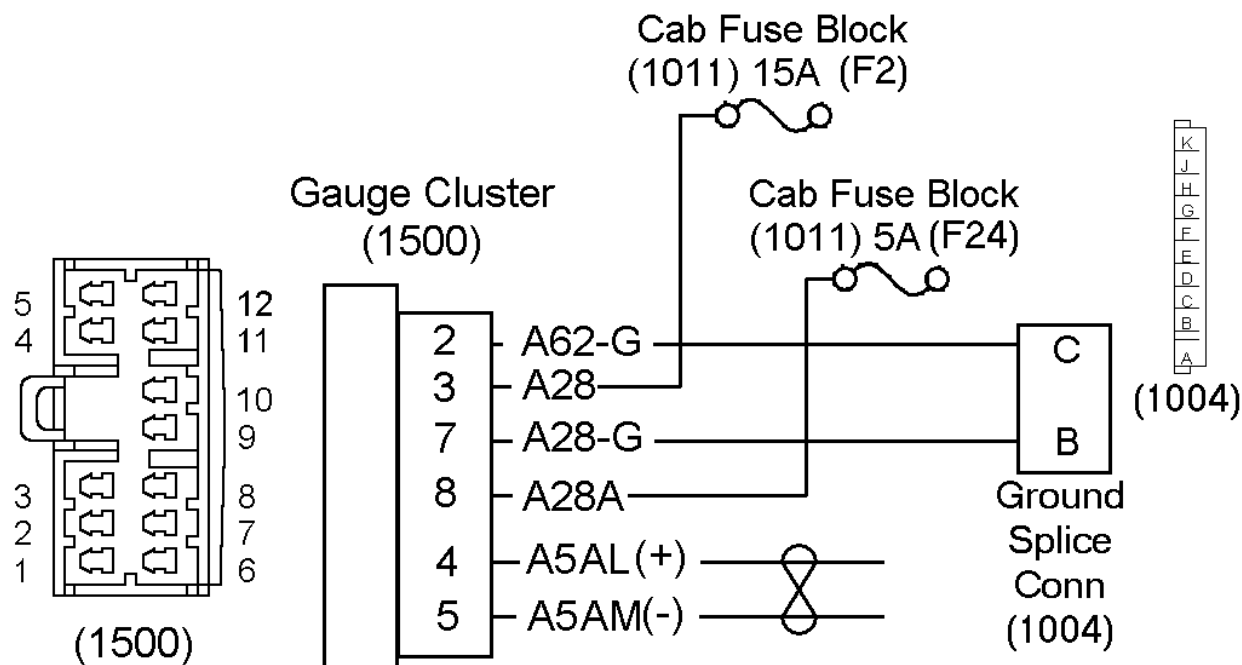 Cab Fuse Block
(1011) 15A (F2)
Cab Fuse Block
(1011) 5A (F24)
Gauge Cluster
(1500)
5
4
3
2
1
12
11
10
9
8
7
6
(1500)
2 A62-G
3 A28
7 A28-G
8 A28A
4 A5AL (+)
5 A5AM(-)
C
B
Ground
Splice
Conn
(1004)
K
J
H
G
F
E
D
C
B
A
(1004)